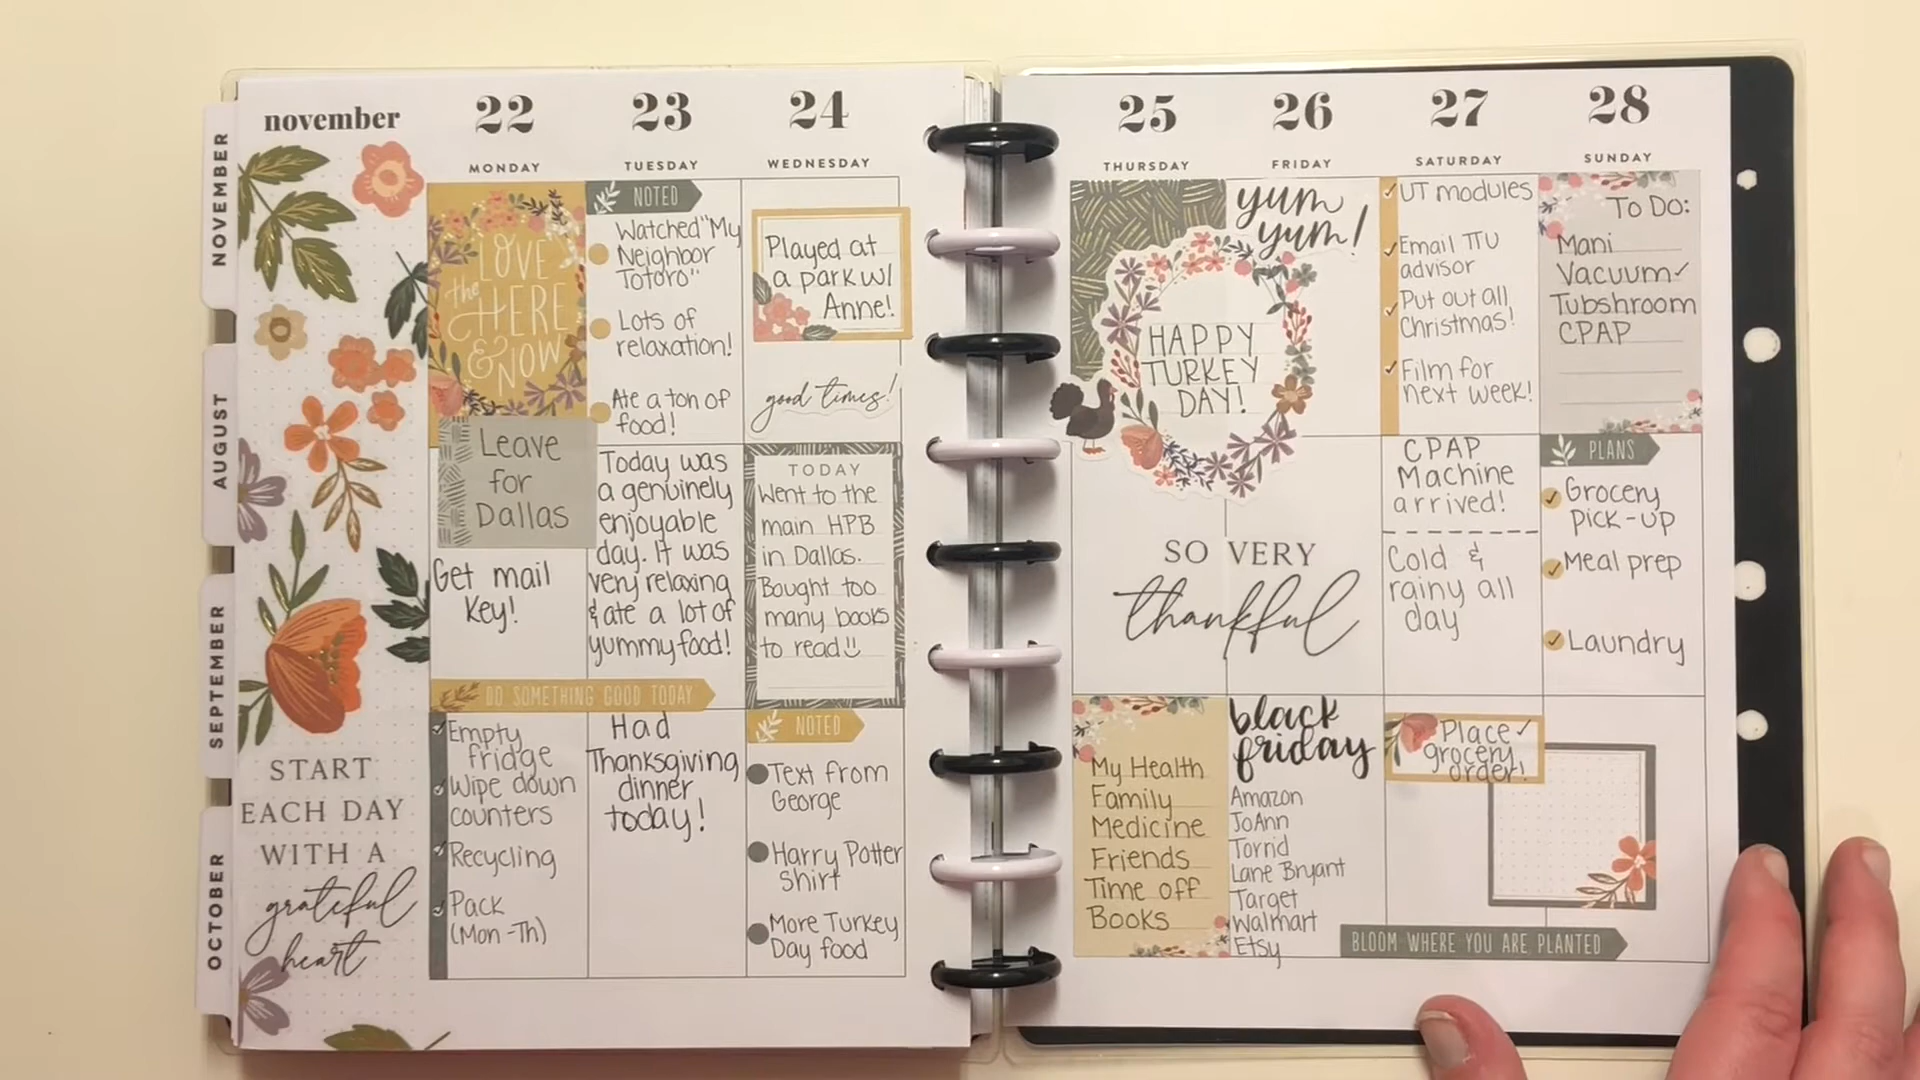 NOVEMBER
AUGUST
SEPTEMBER
OCTOBER
november
START
EACH DAY
WITH A
grateful
heart
22
MONDAY
LOVE
the
HERE
& NOW
Leave
for
Dallas
Get mail
Key!
DO SOMETHING GOOD TODAY
✓Empty
fridge
✓Wipe down
counters
✓Recycling
✓Pack
(Mon-Th)
23
TUESDAY
NOTED
Watched "My
Neighbor
Totoro"
Lots of
relaxation!
Ate a ton of
food!
Today was
a genuinely
enjoyable
day. It was
very relaxing
& ate a lot of
yummy food!
Had
Thanksgiving
dinner
today!
24
WEDNESDAY
Played at
a park w/
Anne!
good times!
TODAY
Went to the
main HPB
in Dallas.
Bought too
many books
to read
NOTED
Text from
George
Harry Potter
Shirt
More Turkey
Day food
25
THURSDAY
26
FRIDAY
yum
yum!
HAPPY
TURKEY
DAY!
SO VERY
thankful
My Health
Family
Medicine
Friends
Time off
Books
black
friday
Amazon
JoAnn
Torrid
Lane Bryant
Target
Walmart
Etsy
27
SATURDAY
✓UT modules
✓Email TTU
advisor
✓Put out all
Christmas!
✓Film for
next week!
CPAP
Machine
arrived!
Cold &
rainy all
day
Place ✓
grocery
order!
BLOOM WHERE YOU ARE PLANTED
28
SUNDAY
To Do:
Mani
Vacuum ✓
Tubshroom
CPAP
PLANS
✓Grocery
pick-up
✓Meal prep
✓Laundry